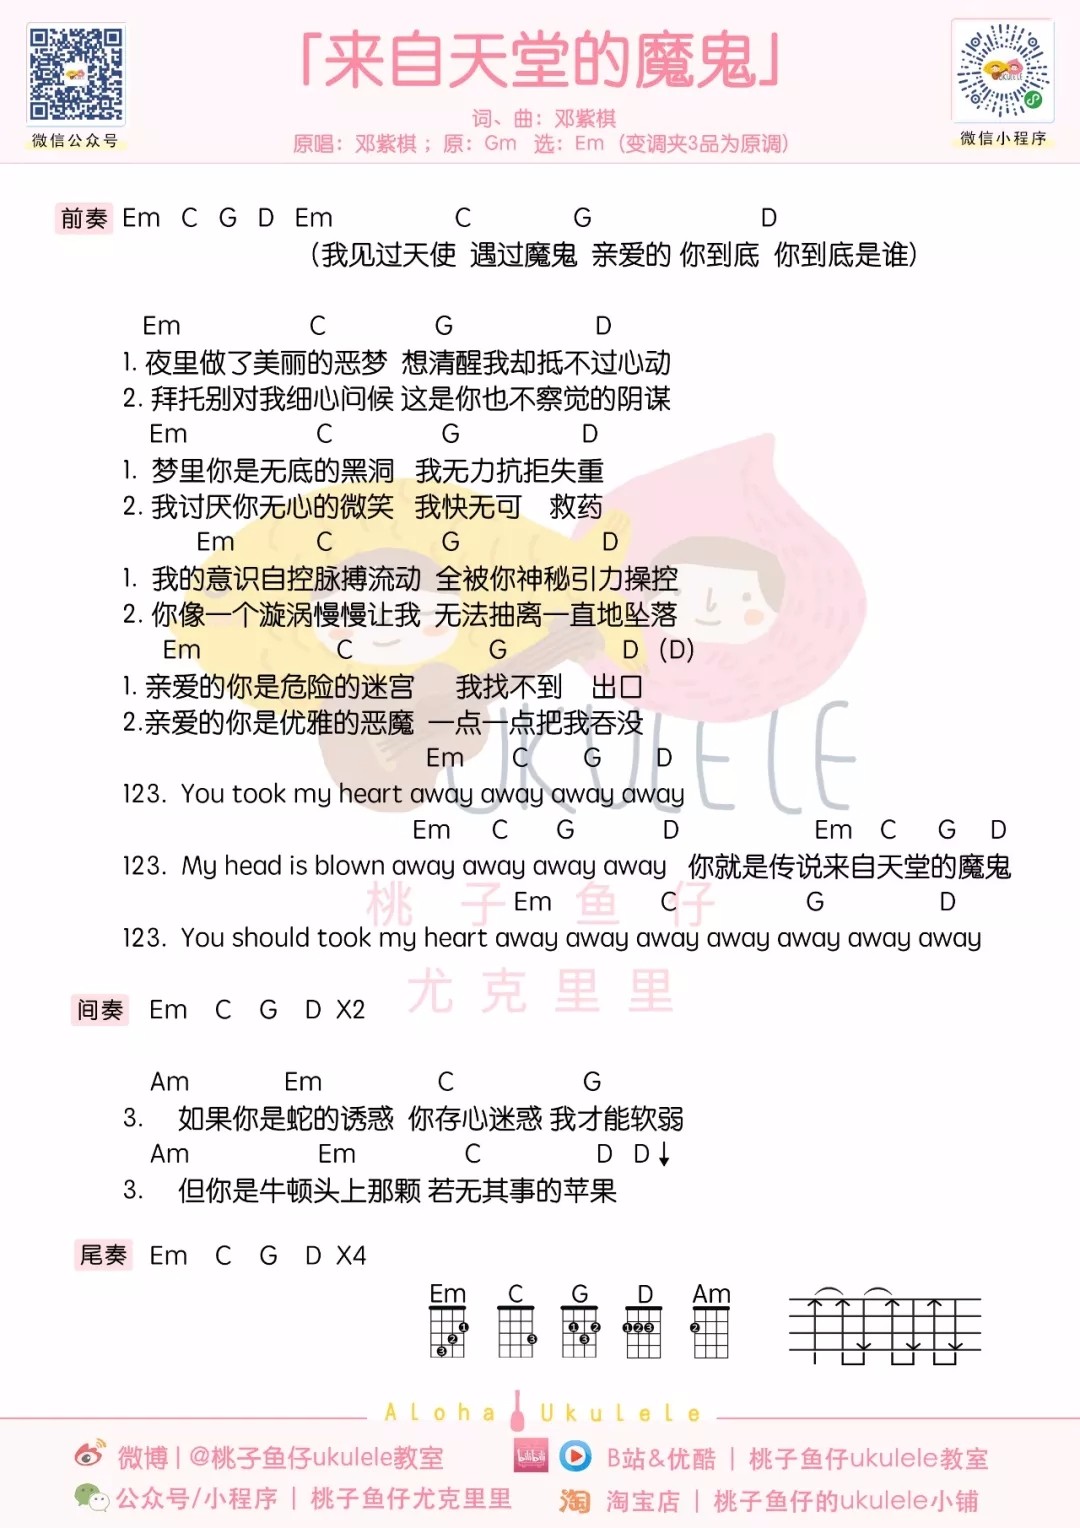 「来自天堂的魔鬼」
词、曲：邓紫棋
原唱：邓紫棋；原：Gm 选：Em (变调夹3品为原调)
微信公众号
微信小程序
前奏 Em C G D Em C G D
（我见过天使 遇过魔鬼 亲爱的 你到底 你到底是谁）
Em C G D
1. 夜里做了美丽的恶梦 想清醒我却抵不过心动
2. 拜托别对我细心问候 这是你也不察觉的阴谋
Em C G D
1. 梦里你是无底的黑洞 我无力抗拒失重
2. 我讨厌你无心的微笑 我快无可 救药
Em C G D
1. 我的意识自控脉搏流动 全被你神秘引力操控
2. 你像一个漩涡慢慢让我 无法抽离一直地坠落
Em C G D (D)
1. 亲爱的你是危险的迷宫 我找不到 出口
2.亲爱的你是优雅的恶魔 一点一点把我吞没
Em C G D
123. You took my heart away away away away
Em C G D Em C G D
123. My head is blown away away away away 你就是传说来自天堂的魔鬼
Em C G D
123. You should took my heart away away away away away away away
UKULELE
桃子鱼仔
尤克里里
间奏 Em C G D X2
Am Em C G
3. 如果你是蛇的诱惑 你存心迷惑 我才能软弱
Am Em C D D↓
3. 但你是牛顿头上那颗 若无其事的苹果
尾奏 Em C G D X4
Em C G D Am
Aloha Ukulele
微博 | @桃子鱼仔ukulele教室
B站&优酷 | 桃子鱼仔ukulele教室
公众号/小程序 | 桃子鱼仔尤克里里
淘 淘宝店 | 桃子鱼仔的ukulele小铺